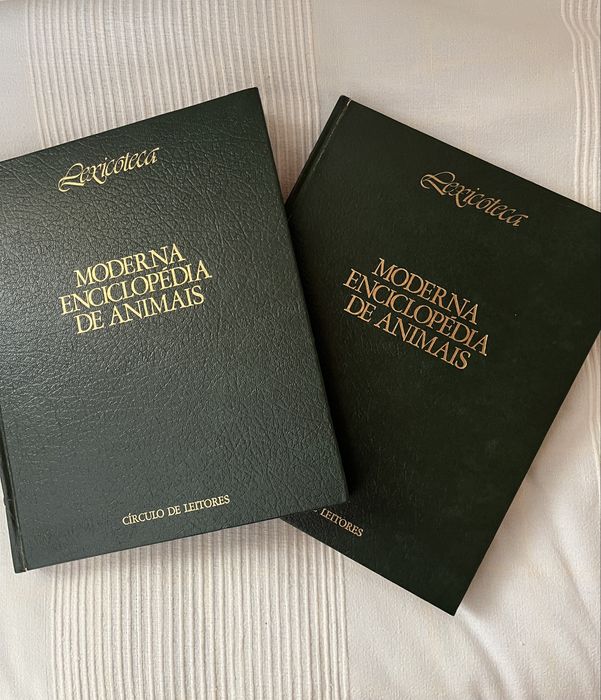 Lexicoteca
MODERNA
ENCICLOPÉDIA
DE ANIMAIS
CÍRCULO DE LEITORES
Lexicoteca
MODERNA
ENCICLOPÉDIA
DE ANIMAIS
LEITORES